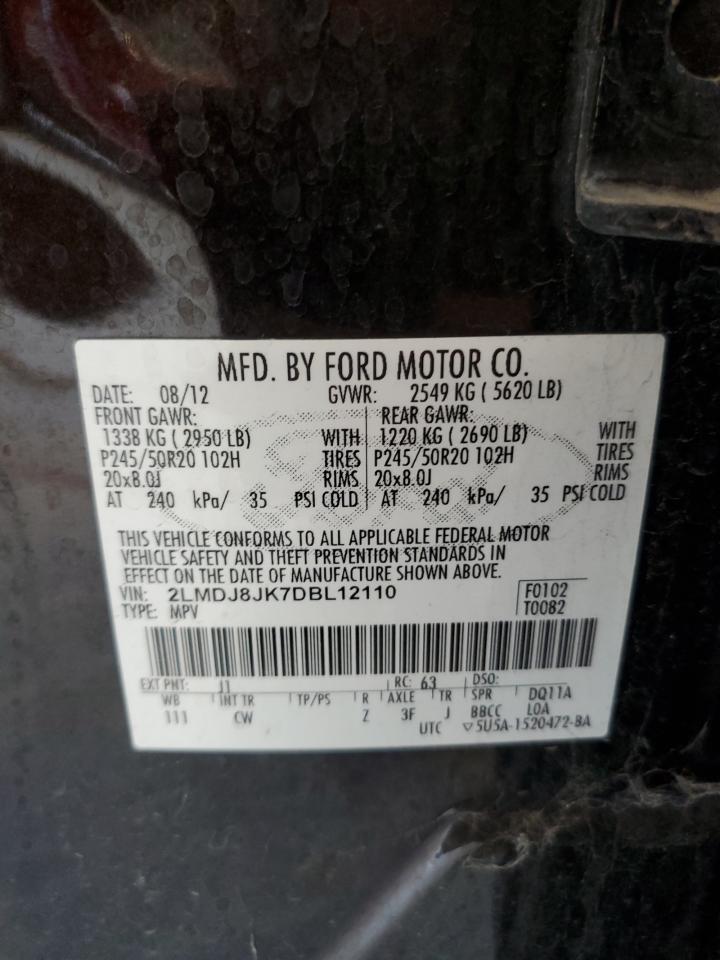 MFD. BY FORD MOTOR CO.
DATE: 08/12 GVWR: 2549 KG ( 5620 LB)
FRONT GAWR: REAR GAWR:
1338 KG ( 2950 LB) WITH 1220 KG ( 2690 LB) WITH
P245/50R20 102H TIRES P245/50R20 102H TIRES
20x8.0J RIMS 20x8.0J RIMS
AT 240 kPa/ 35 PSI COLD AT 240 kPa/ 35 PSI COLD
THIS VEHICLE CONFORMS TO ALL APPLICABLE FEDERAL MOTOR
VEHICLE SAFETY AND THEFT PREVENTION STANDARDS IN
EFFECT ON THE DATE OF MANUFACTURE SHOWN ABOVE.
VIN: 2LMDJ8JK7DBL12110 F0102
TYPE: MPV T0082
EXT PNT: J1 RC: 63 DSO:
WB INT TR TP/PS R AXLE TR SPR DQ11A
111 CW Z 3F J BBCC LOA
UTC ▽5U5A-1520472-BA